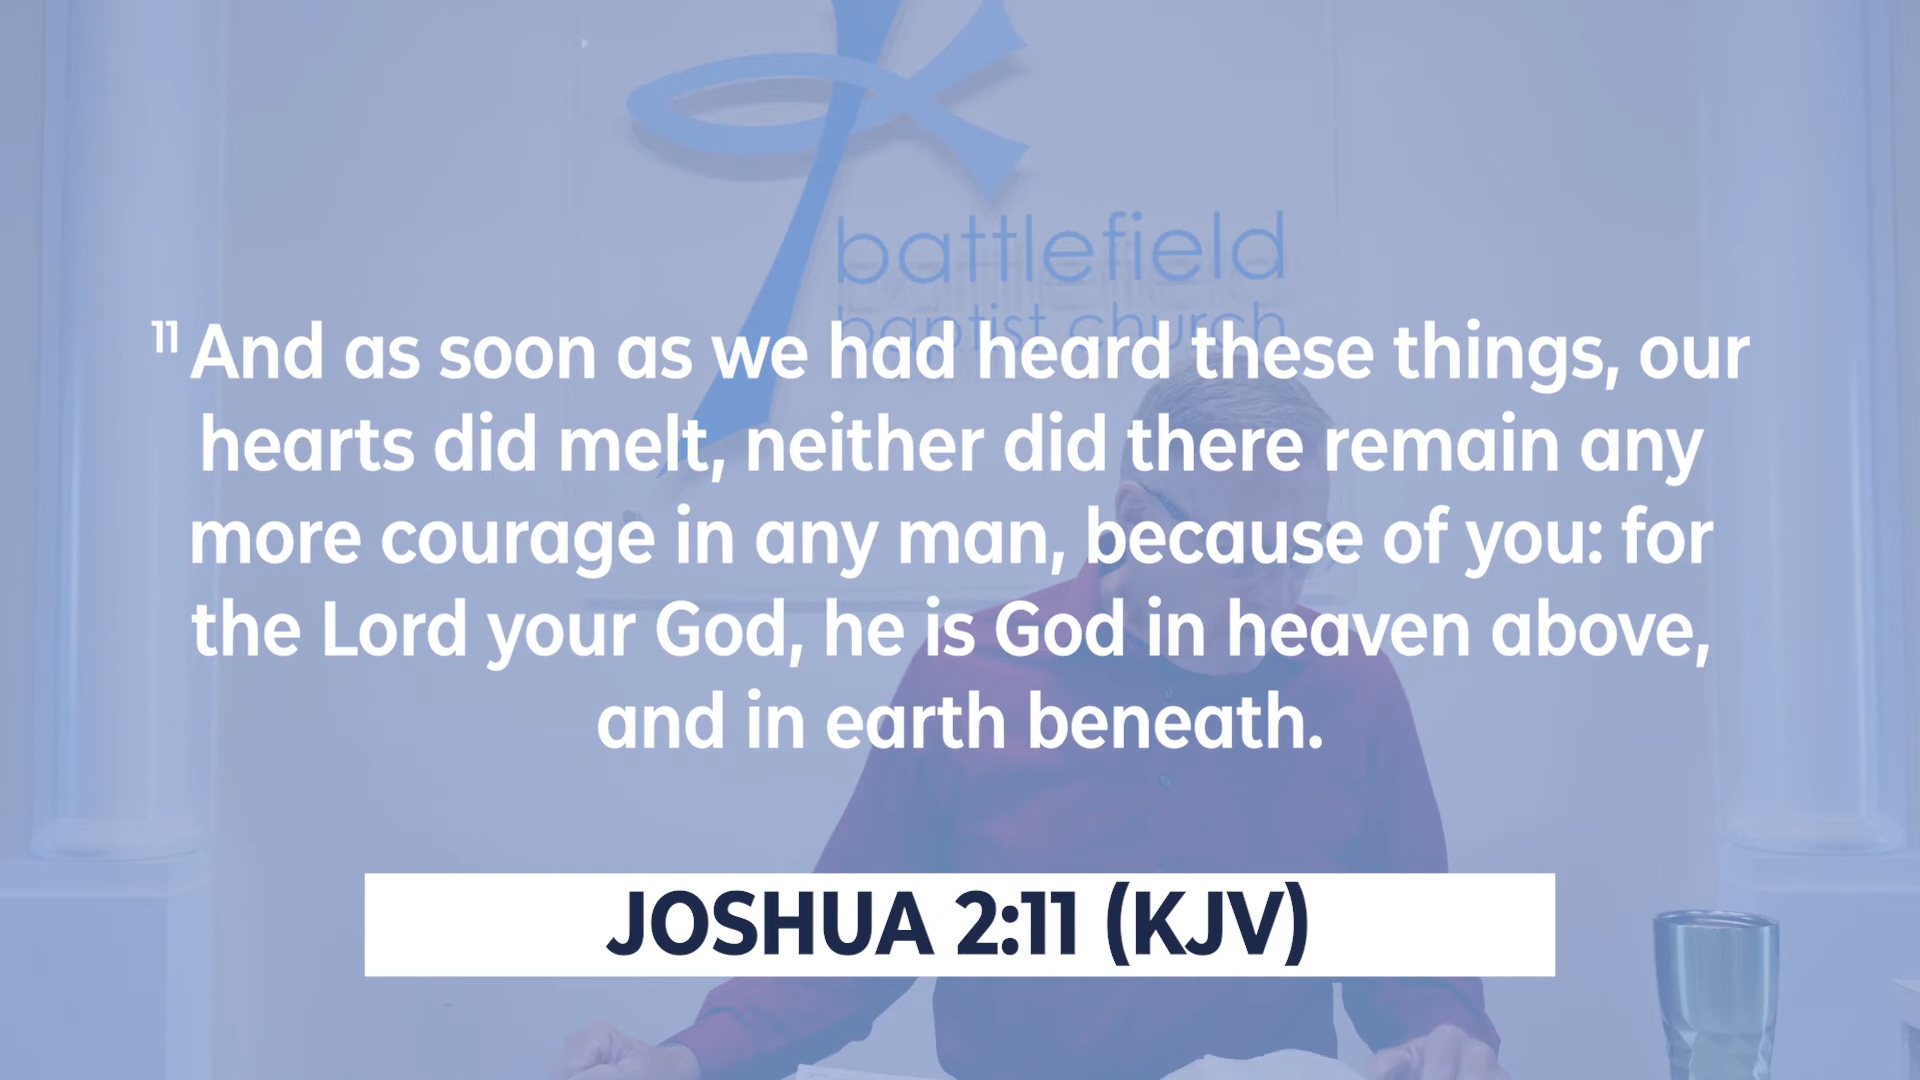 battlefield
baptist church
11 And as soon as we had heard these things, our
hearts did melt, neither did there remain any
more courage in any man, because of you: for
the Lord your God, he is God in heaven above,
and in earth beneath.
JOSHUA 2:11 (KJV)